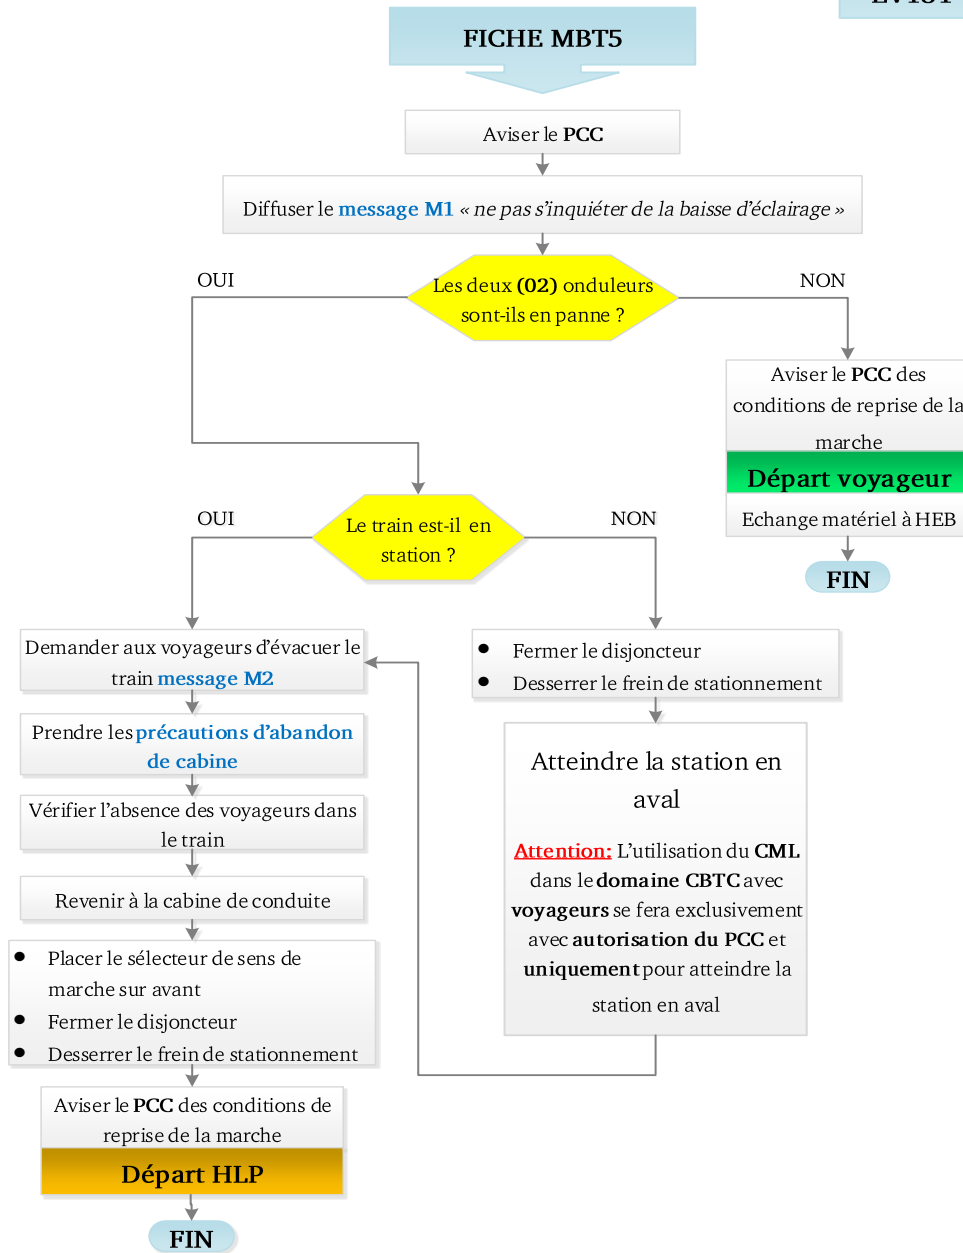 FICHE MBT5
Aviser le PCC
Diffuser le message M1 « ne pas s'inquiéter de la baisse d'éclairage »
OUI
Les deux (02) onduleurs
sont-ils en panne ?
NON
Aviser le PCC des
conditions de reprise de la
marche
Départ voyageur
Echange matériel à HEB
FIN
OUI
Le train est-il en
station ?
NON
Demander aux voyageurs d'évacuer le
train message M2
Prendre les précautions d'abandon
de cabine
Vérifier l'absence des voyageurs dans
le train
Revenir à la cabine de conduite
• Placer le sélecteur de sens de
marche sur avant
• Fermer le disjoncteur
• Desserrer le frein de stationnement
Aviser le PCC des conditions de
reprise de la marche
Départ HLP
FIN
• Fermer le disjoncteur
• Desserrer le frein de stationnement
Atteindre la station en
aval
Attention: L'utilisation du CML
dans le domaine CBTC avec
voyageurs se fera exclusivement
avec autorisation du PCC et
uniquement pour atteindre la
station en aval